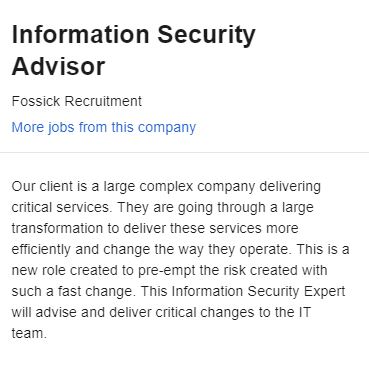 Information Security
Advisor
Fossick Recruitment
More jobs from this company
Our client is a large complex company delivering
critical services. They are going through a large
transformation to deliver these services more
efficiently and change the way they operate. This is a
new role created to pre-empt the risk created with
such a fast change. This Information Security Expert
will advise and deliver critical changes to the IT
team.